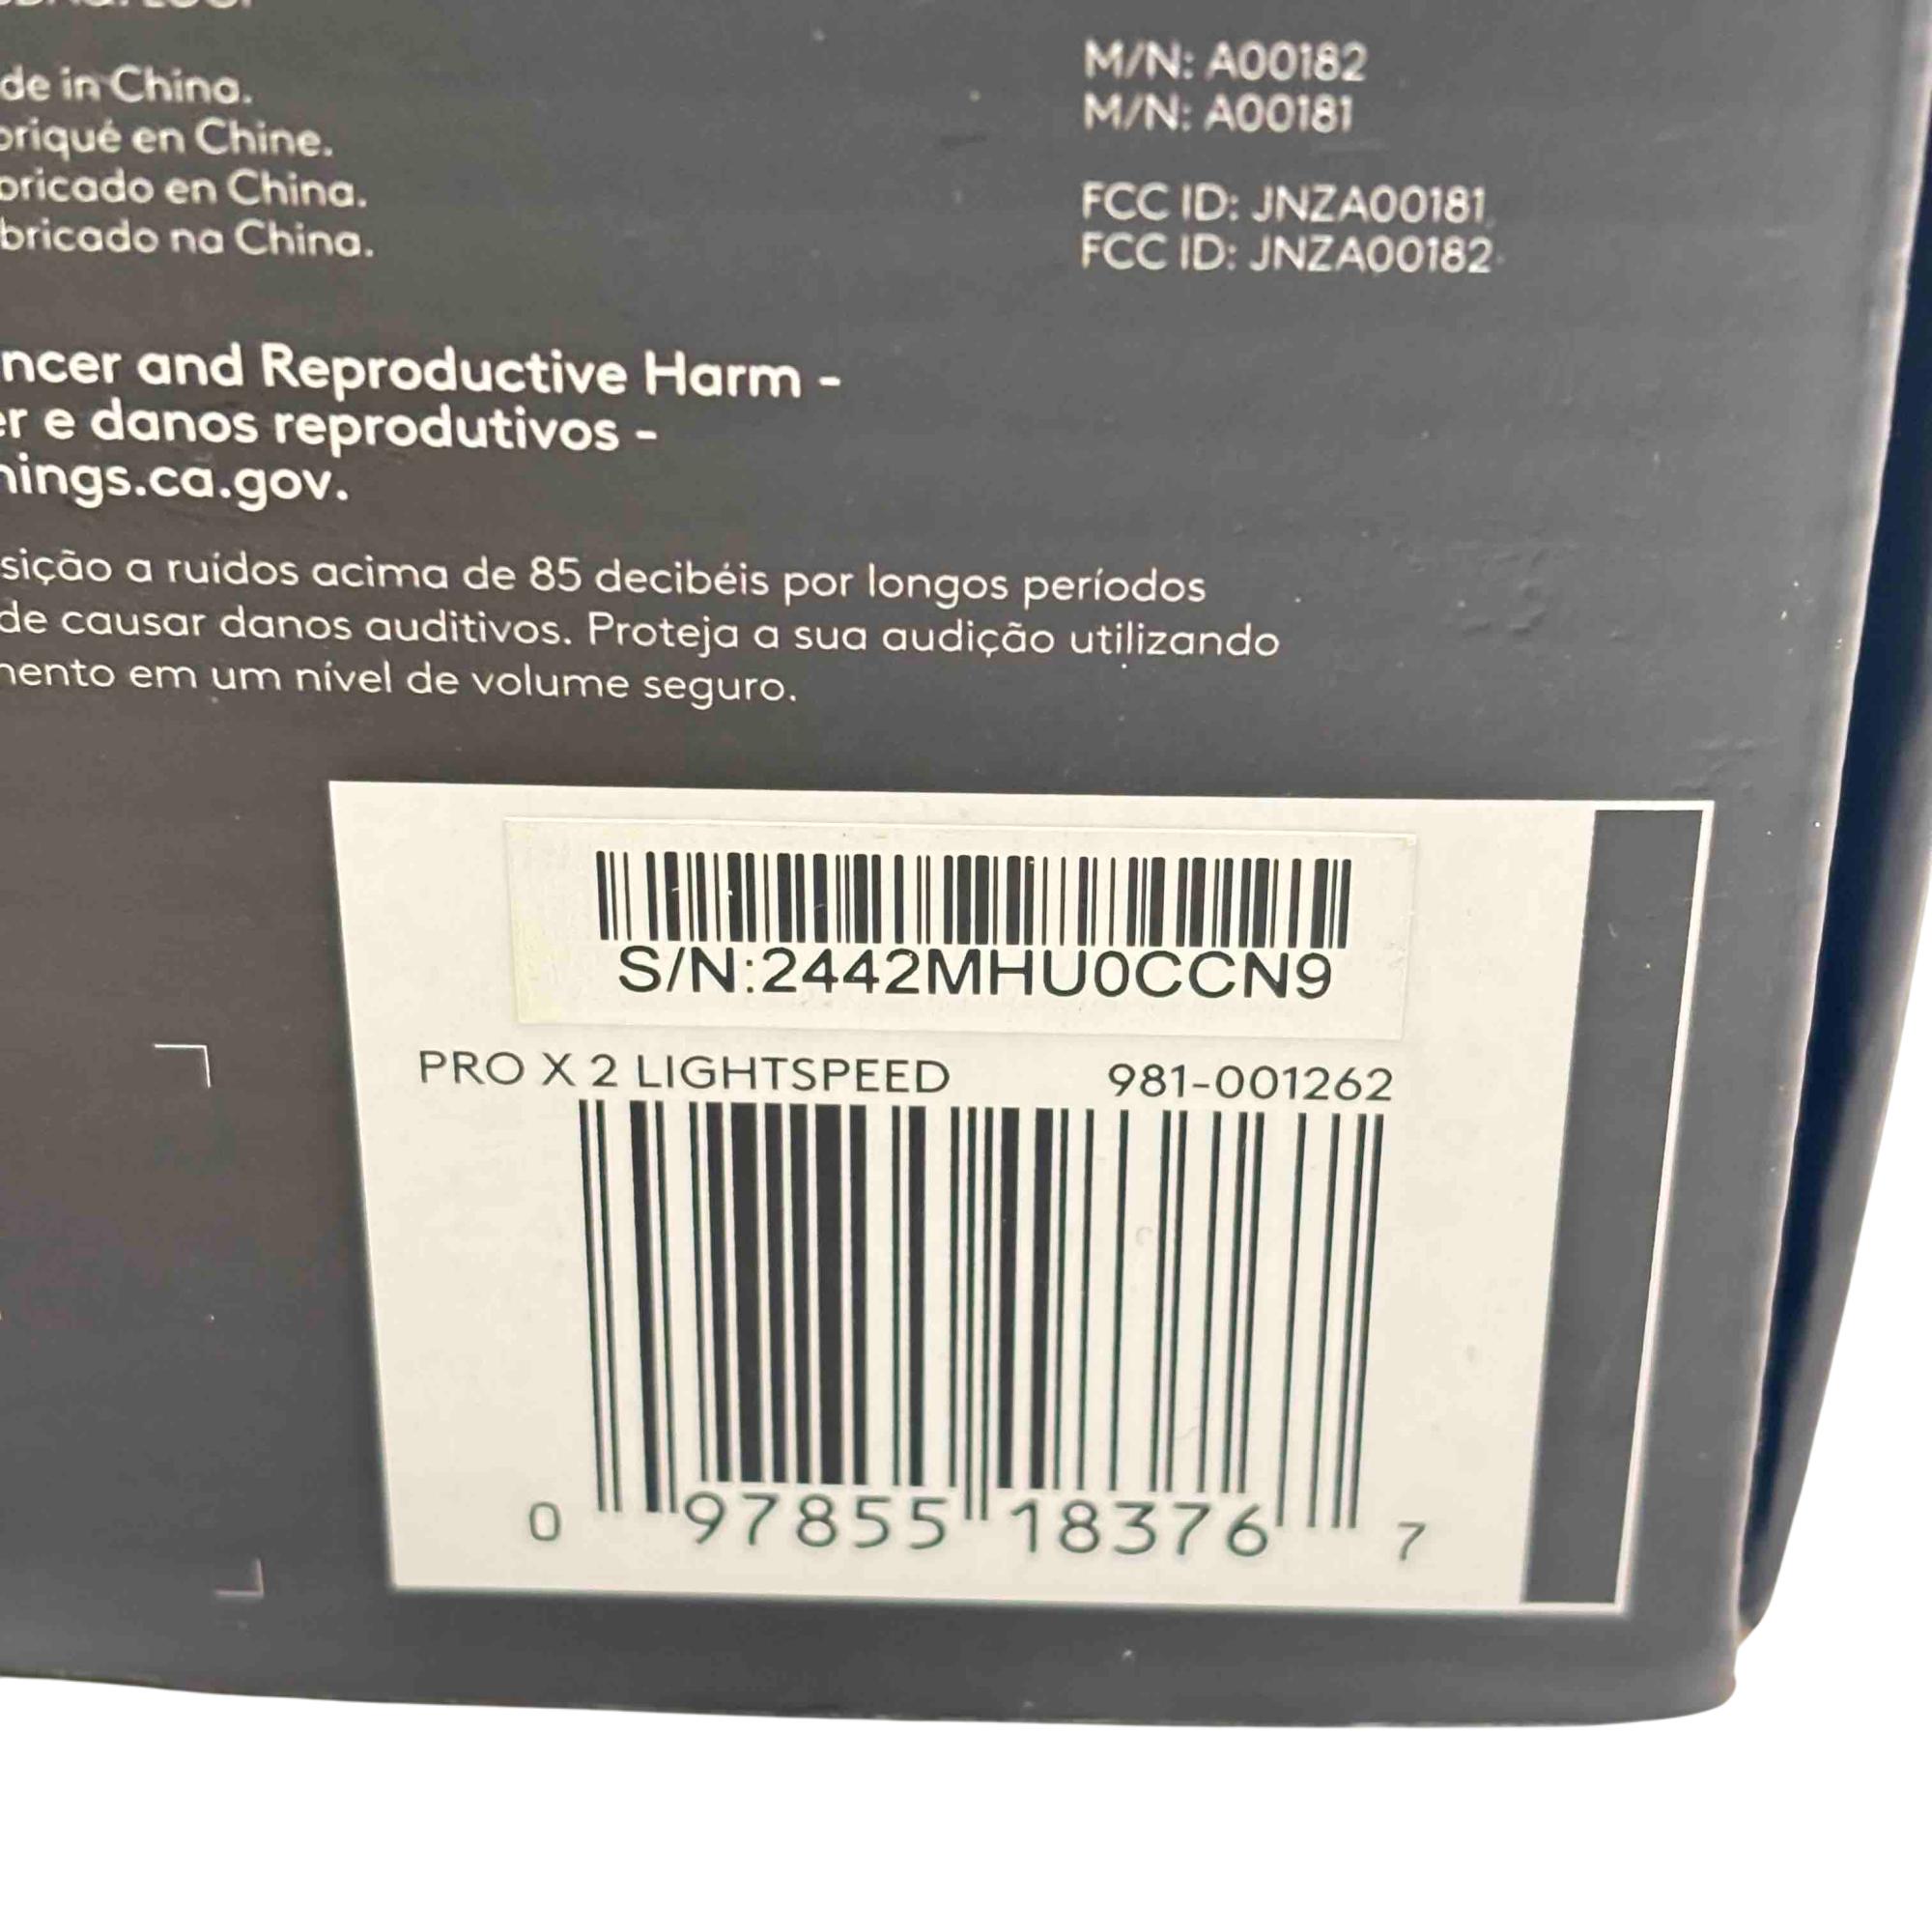 de in China.
briqué en Chine.
bricado en China.
bricado na China.
M/N: A00182
M/N: A00181
FCC ID: JNZA00181
FCC ID: JNZA00182
ncer and Reproductive Harm -
er e danos reprodutivos -
nings.ca.gov.
sição a ruídos acima de 85 decibéis por longos períodos
de causar danos auditivos. Proteja a sua audição utilizando
mento em um nível de volume seguro.
S/N:2442MHU0CCN9
PRO X 2 LIGHTSPEED 981-001262
0 97855 18376 7